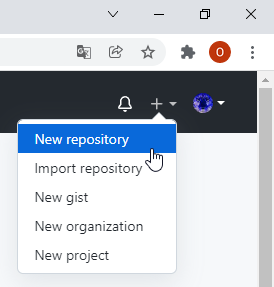 O
New repository
Import repository
New gist
New organization
New project